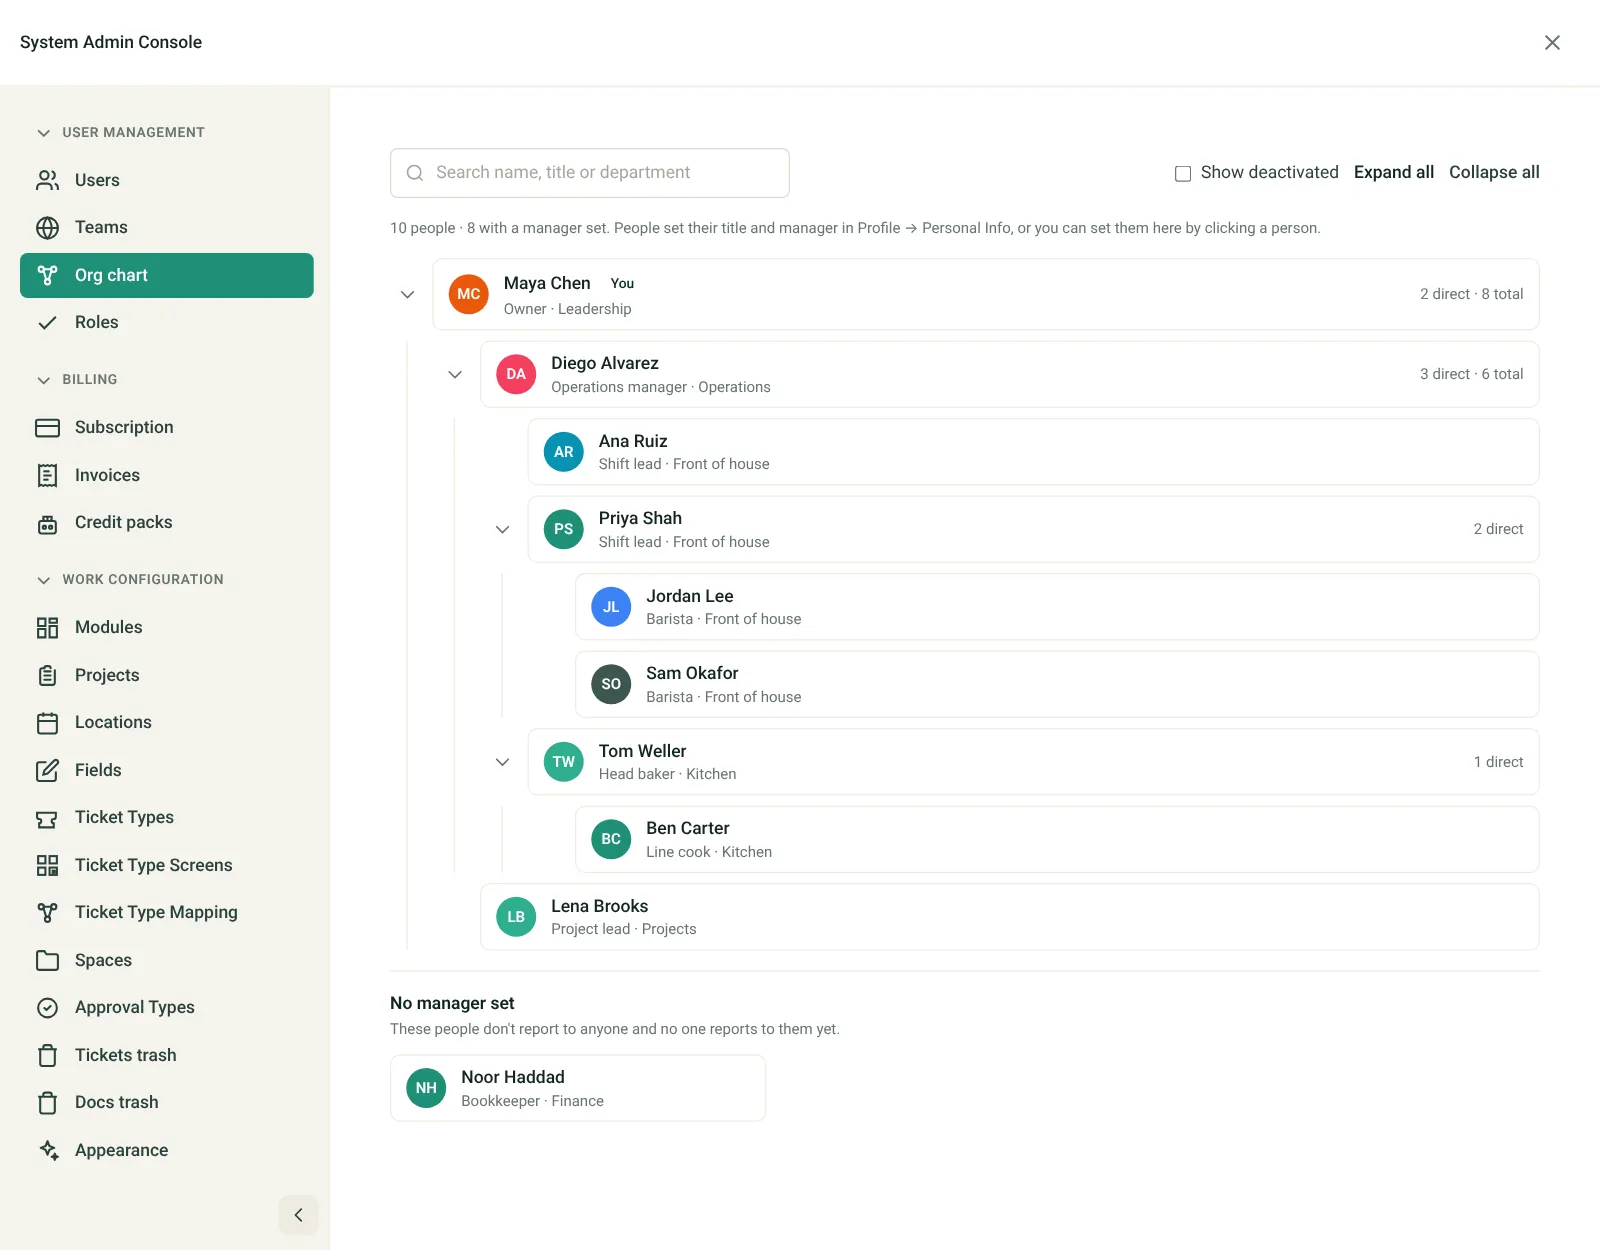 System Admin Console
USER MANAGEMENT
Users
Teams
Org chart
Roles
BILLING
Subscription
Invoices
Credit packs
WORK CONFIGURATION
Modules
Projects
Locations
Fields
Ticket Types
Ticket Type Screens
Ticket Type Mapping
Spaces
Approval Types
Tickets trash
Docs trash
Appearance
Search name, title or department
Show deactivated Expand all Collapse all
10 people · 8 with a manager set. People set their title and manager in Profile → Personal Info, or you can set them here by clicking a person.
MC
Maya Chen You
Owner · Leadership
2 direct · 8 total
DA
Diego Alvarez
Operations manager · Operations
3 direct · 6 total
AR
Ana Ruiz
Shift lead · Front of house
PS
Priya Shah
Shift lead · Front of house
2 direct
JL
Jordan Lee
Barista · Front of house
SO
Sam Okafor
Barista · Front of house
TW
Tom Weller
Head baker · Kitchen
1 direct
BC
Ben Carter
Line cook · Kitchen
LB
Lena Brooks
Project lead · Projects
No manager set
These people don't report to anyone and no one reports to them yet.
NH
Noor Haddad
Bookkeeper · Finance